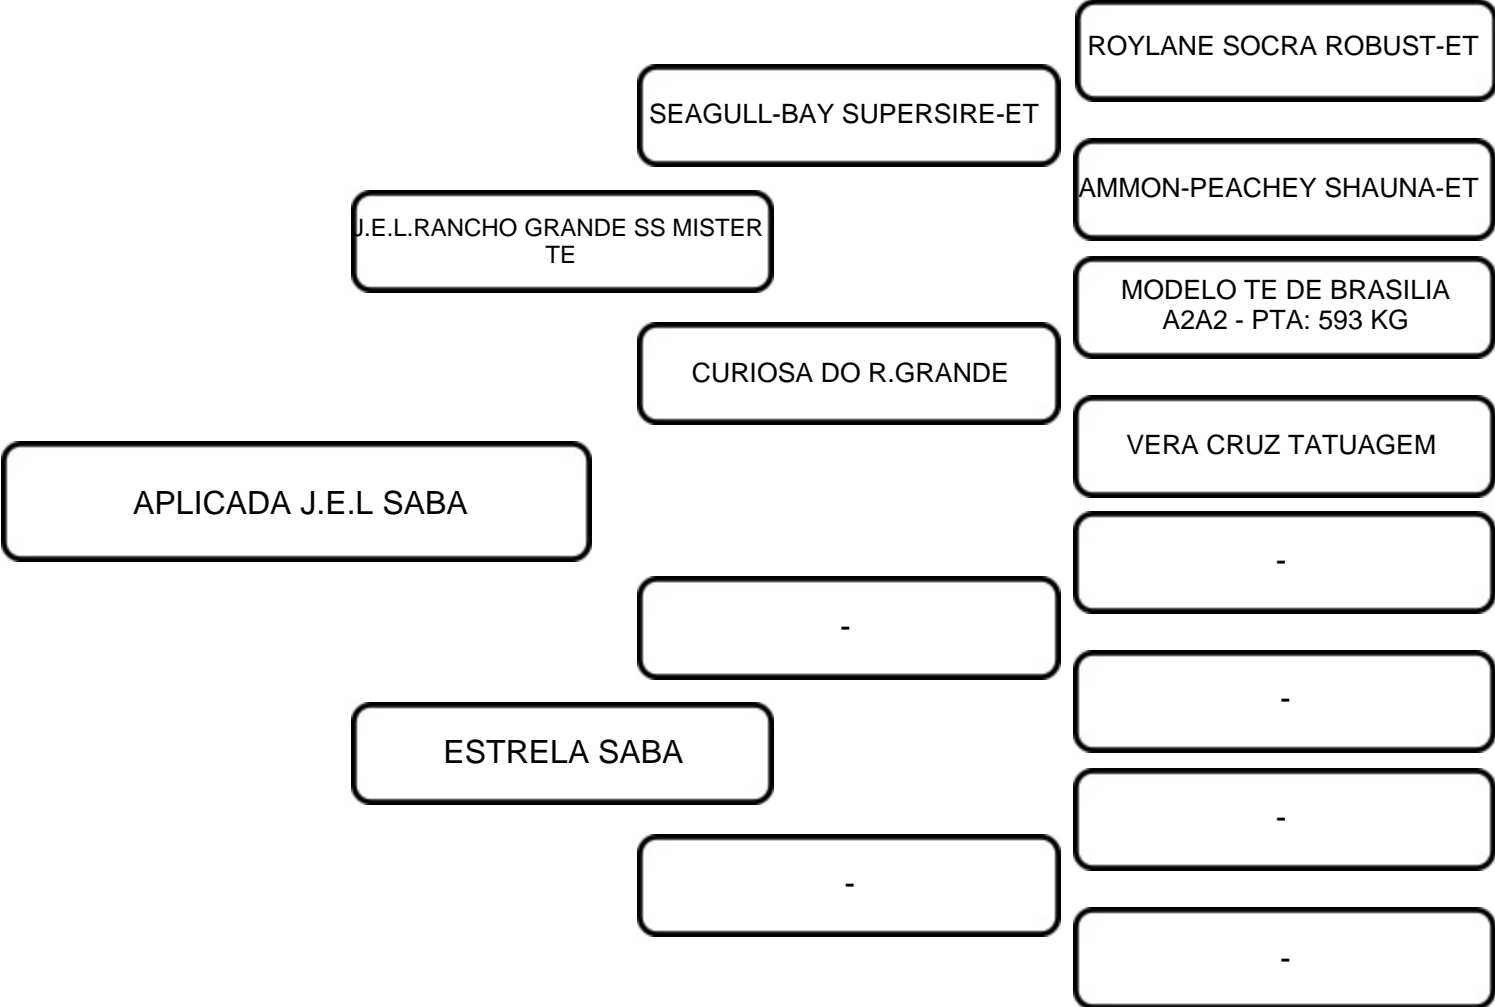 ROYLANE SOCRA ROBUST-ET
SEAGULL-BAY SUPERSIRE-ET
AMMON-PEACHEY SHAUNA-ET
J.E.L.RANCHO GRANDE SS MISTER
TE
MODELO TE DE BRASILIA
A2A2 - PTA: 593 KG
CURIOSA DO R.GRANDE
VERA CRUZ TATUAGEM
APLICADA J.E.L SABA
-
-
-
ESTRELA SABA
-
-
-